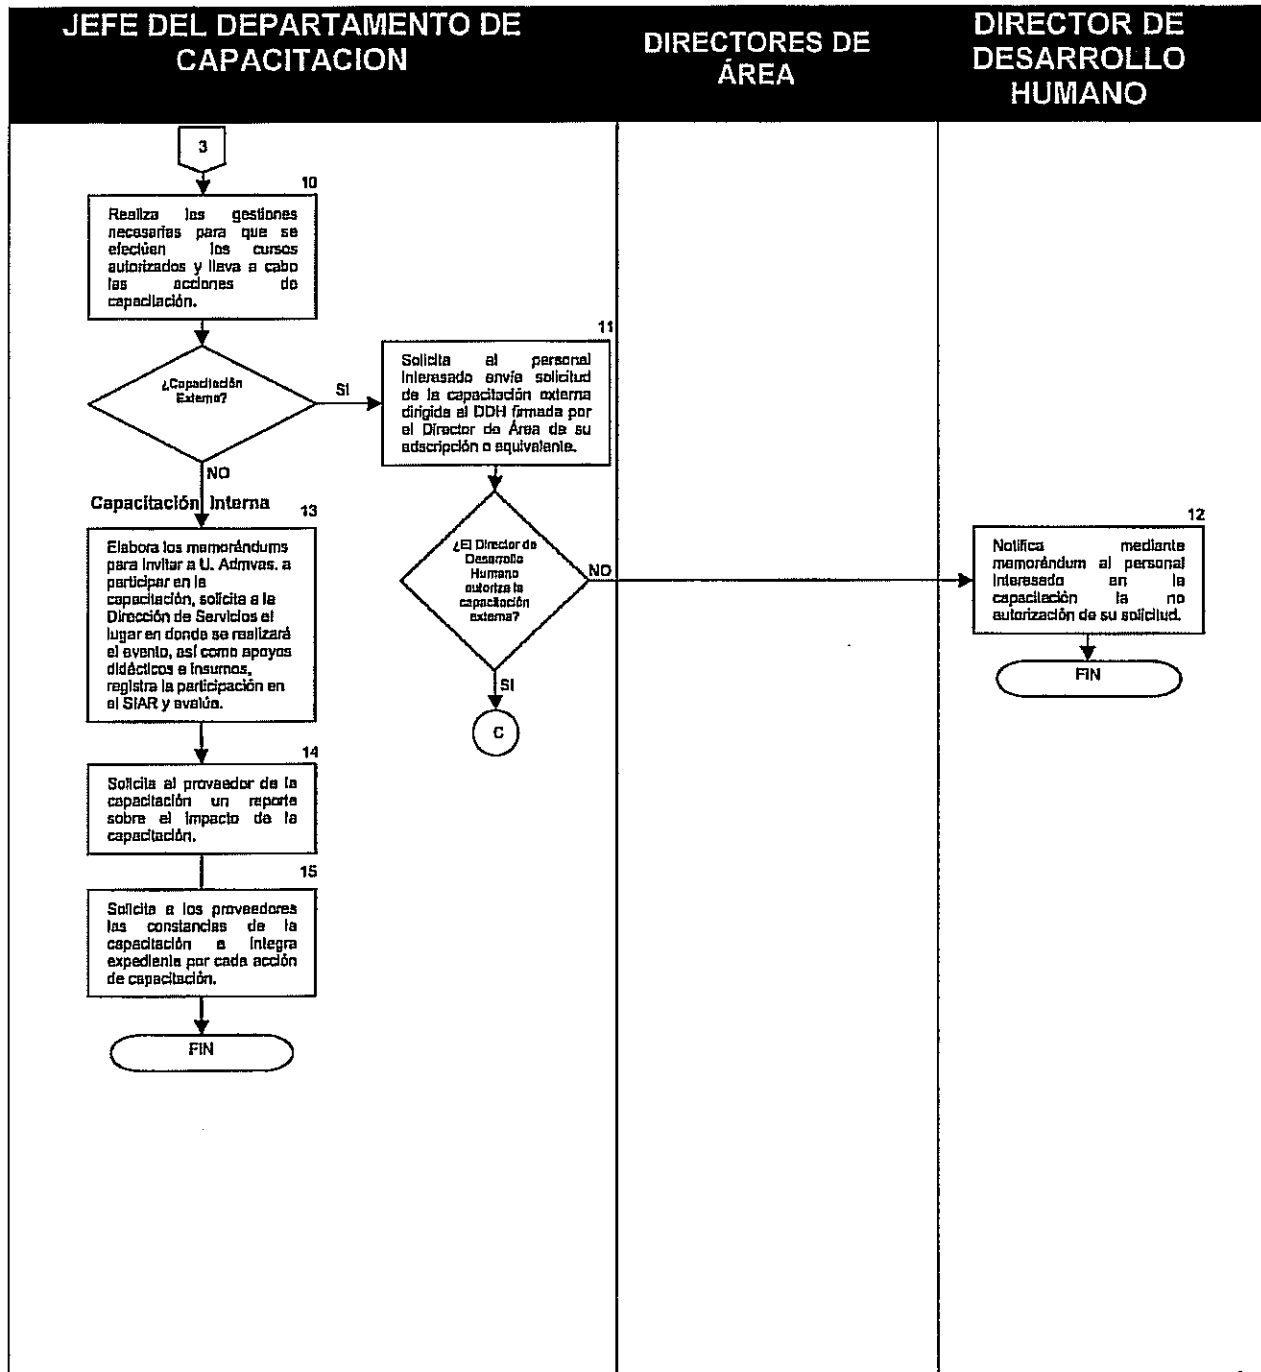 JEFE DEL DEPARTAMENTO DE
CAPACITACION
DIRECTORES DE
ÁREA
DIRECTOR DE
DESARROLLO
HUMANO
3
10
Realiza las gestiones
necesarias para que se
efectúen los cursos
autorizados y lleva a cabo
las acciones de
capacitación.
¿Capacitación
Externa?
SI
NO
11
Solicita al personal
interesado envíe solicitud
de la capacitación externa
dirigida al DDH firmada por
el Director de Área de su
adscripción o equivalente.
¿El Director de
Desarrollo
Humano
autoriza la
capacitación
externa?
NO
SI
C
12
Notifica mediante
memorándum al personal
interesado en la
capacitación la no
autorización de su solicitud.
FIN
Capacitación Interna
13
Elabora los memorándums
para invitar a U. Admvas. a
participar en la
capacitación, solicita a la
Dirección de Servicios el
lugar en donde se realizará
el evento, así como apoyos
didácticos e insumos,
registra la participación en
el SIAR y evalúa.
14
Solicita al proveedor de la
capacitación un reporte
sobre el impacto de la
capacitación.
15
Solicita a los proveedores
las constancias de la
capacitación e integra
expediente por cada acción
de capacitación.
FIN